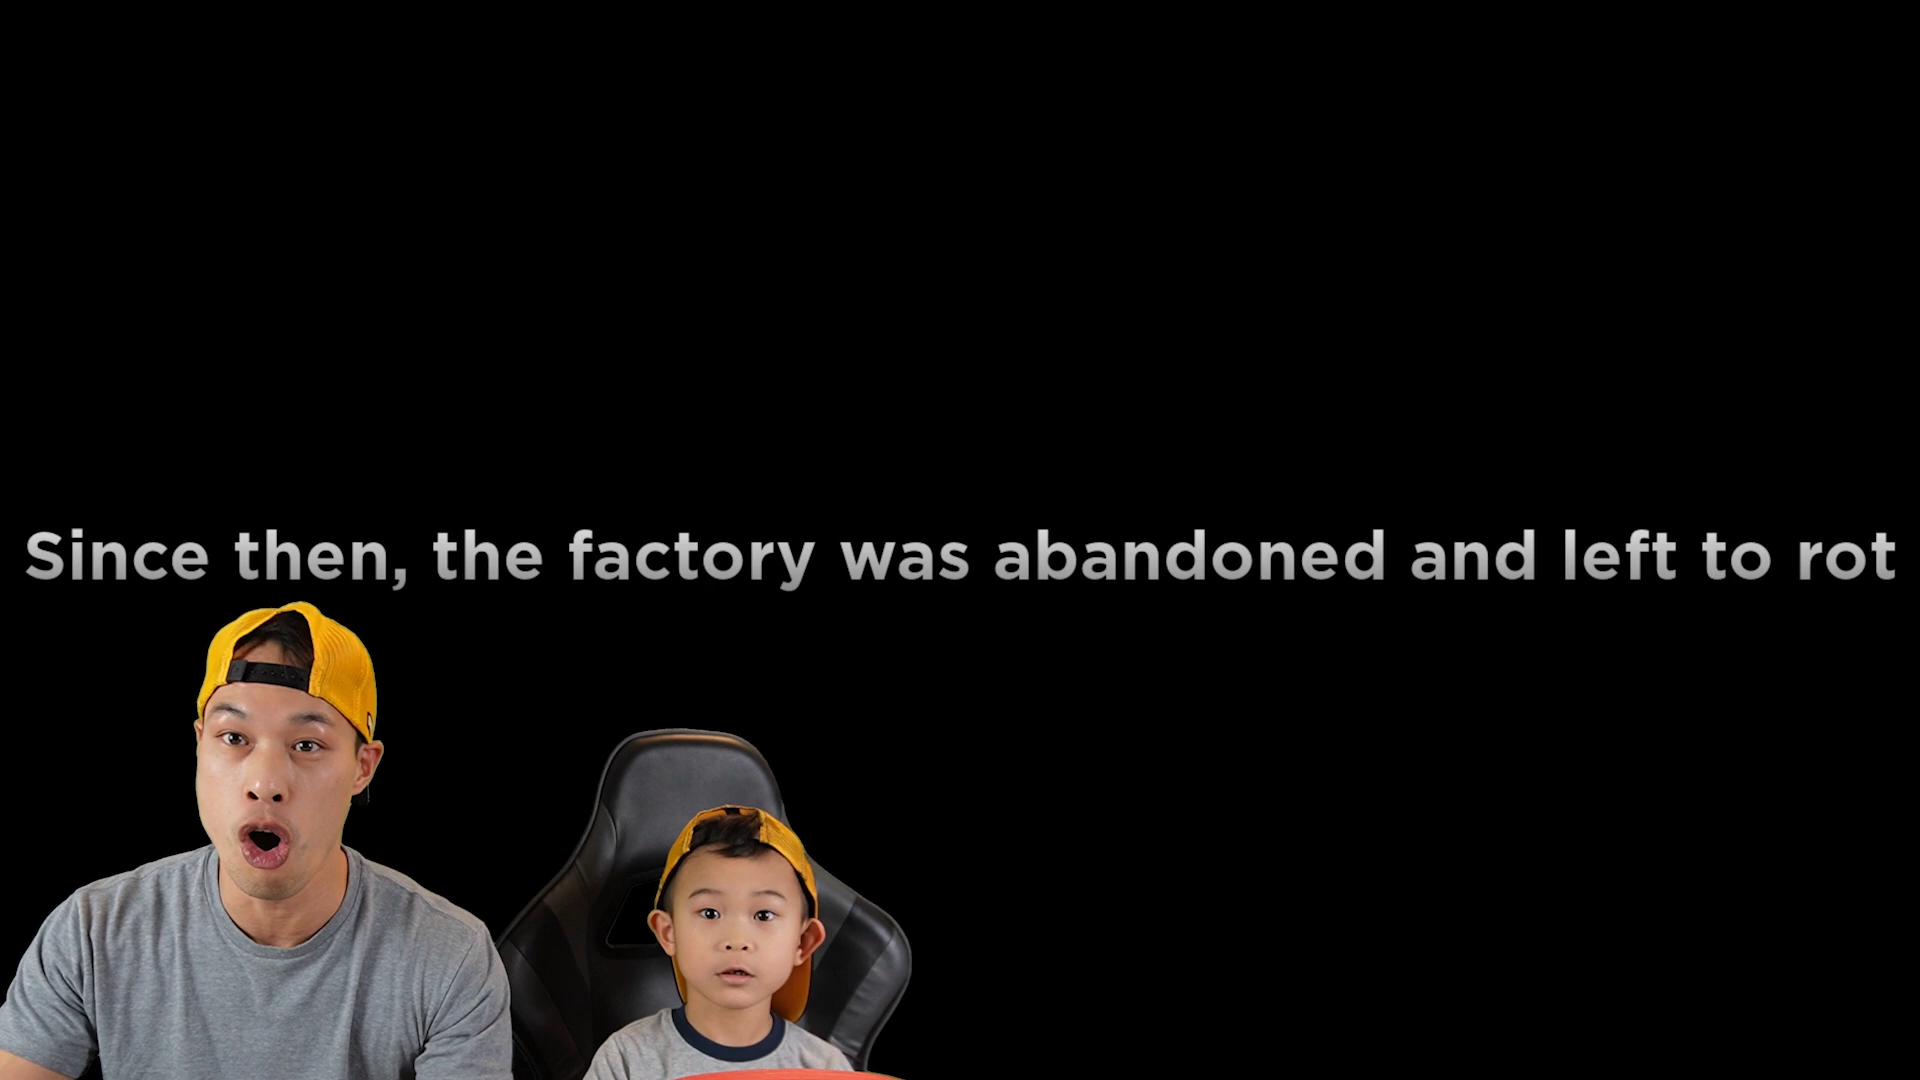 Since then, the factory was abandoned and left to rot